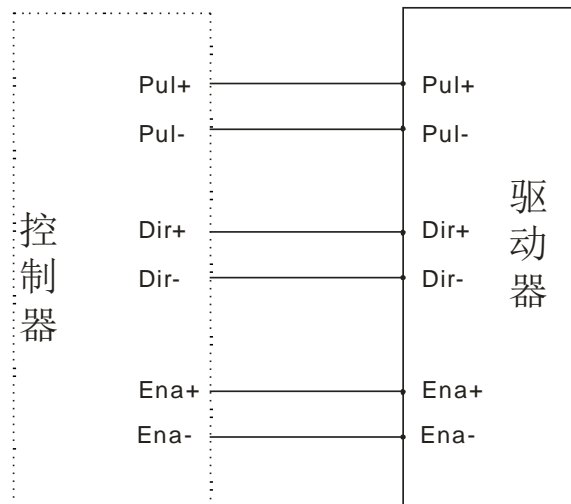 Pul+ Pul+
Pul- Pul-
Dir+ Dir+
Dir- Dir-
Ena+ Ena+
Ena- Ena-
控制器
驱动器